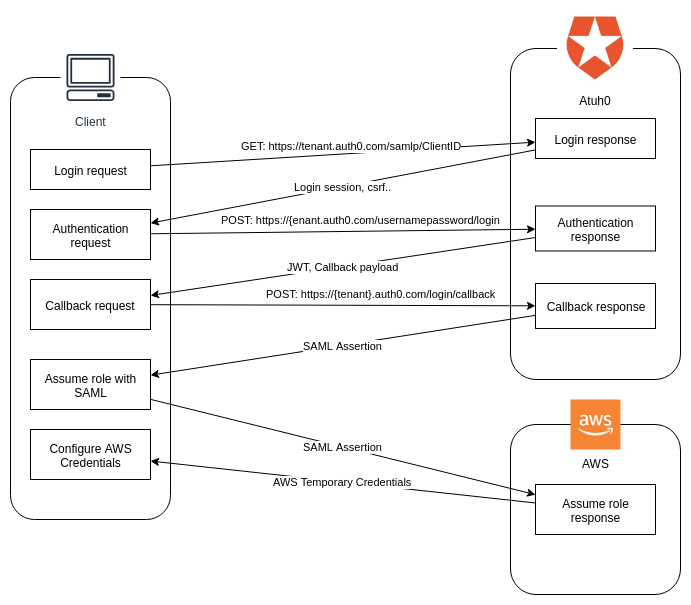 Client
Atuh0
Login request
GET: https://tenant.auth0.com/samlp/ClientID
Login response
Login session, csrf..
Authentication
request
POST: https://{enant.auth0.com/usernamepassword/login
Authentication
response
JWT, Callback payload
Callback request
POST: https://{tenant}.auth0.com/login/callback
Callback response
SAML Assertion
Assume role with
SAML
aws
AWS
SAML Assertion
Configure AWS
Credentials
AWS Temporary Credentials
Assume role
response